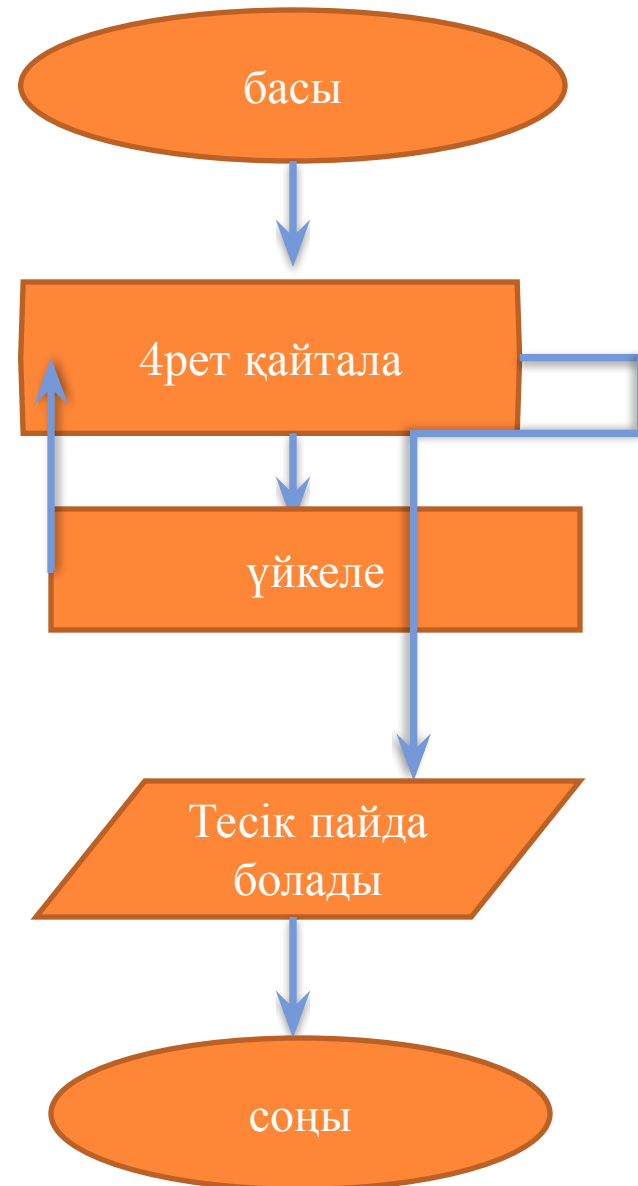 басы
4рет қайтала
үйкеле
Тесік пайда
болады
соңы